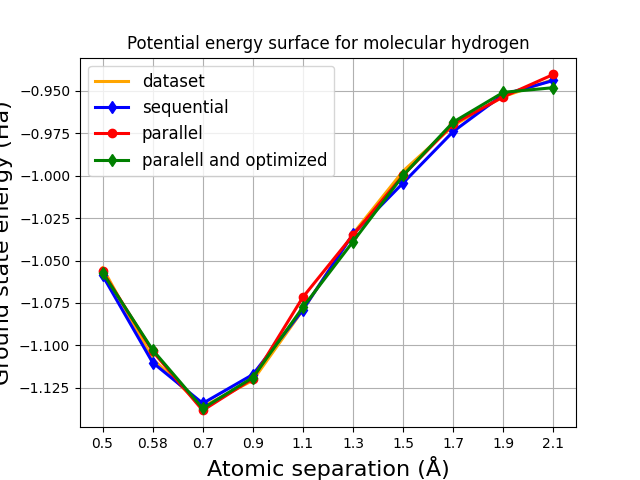 Potential energy surface for molecular hydrogen
dataset
sequential
parallel
paralell and optimized
−0.950
−0.975
−1.000
−1.025
−1.050
−1.075
−1.100
−1.125
Ground state energy (Ha)
0.5 0.58 0.7 0.9 1.1 1.3 1.5 1.7 1.9 2.1
Atomic separation (Å)